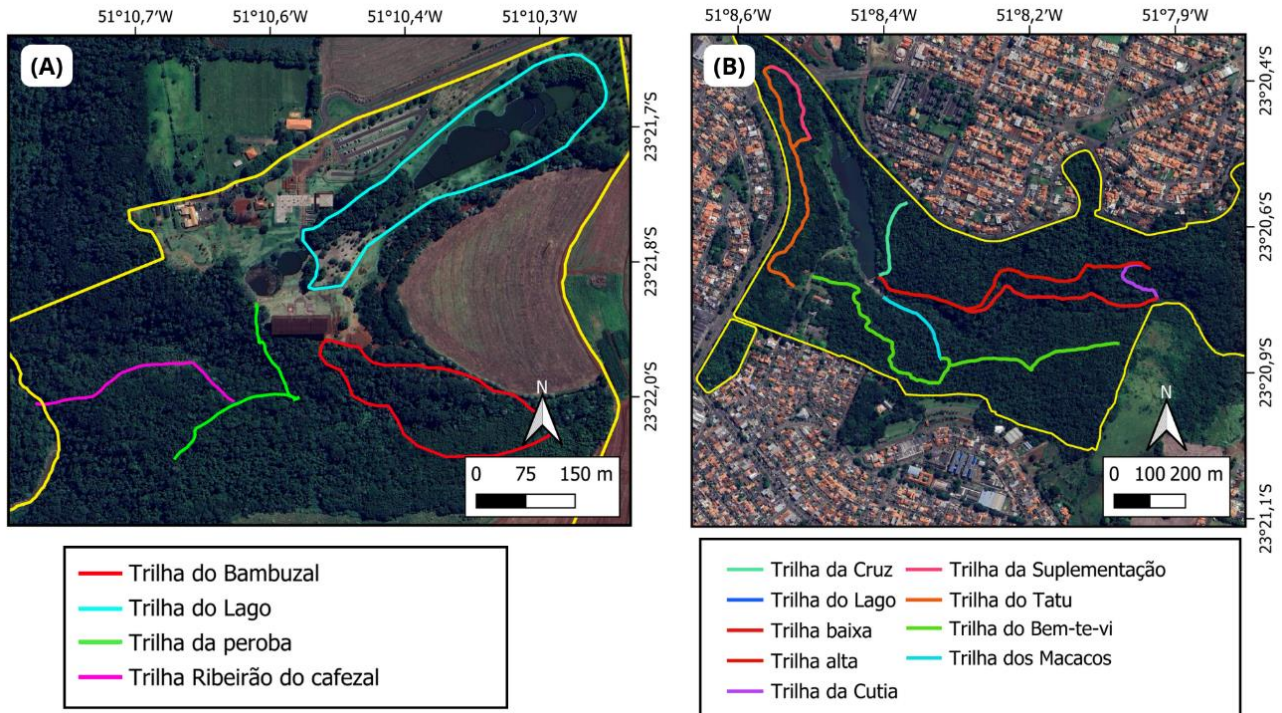 51°10,7'W 51°10,6'W 51°10,4'W 51°10,3'W
51°8,6'W 51°8,4'W 51°8,2'W 51°7,9'W
(A)
(B)
23°21,7'S
23°21,8'S
23°22,0'S
23°20,4'S
23°20,6'S
23°20,9'S
23°21,1'S
N
0 75 150 m
N
0 100 200 m
Trilha do Bambuzal
Trilha do Lago
Trilha da peroba
Trilha Ribeirão do cafezal
Trilha da Cruz
Trilha do Lago
Trilha baixa
Trilha alta
Trilha da Cutia
Trilha da Suplementação
Trilha do Tatu
Trilha do Bem-te-vi
Trilha dos Macacos